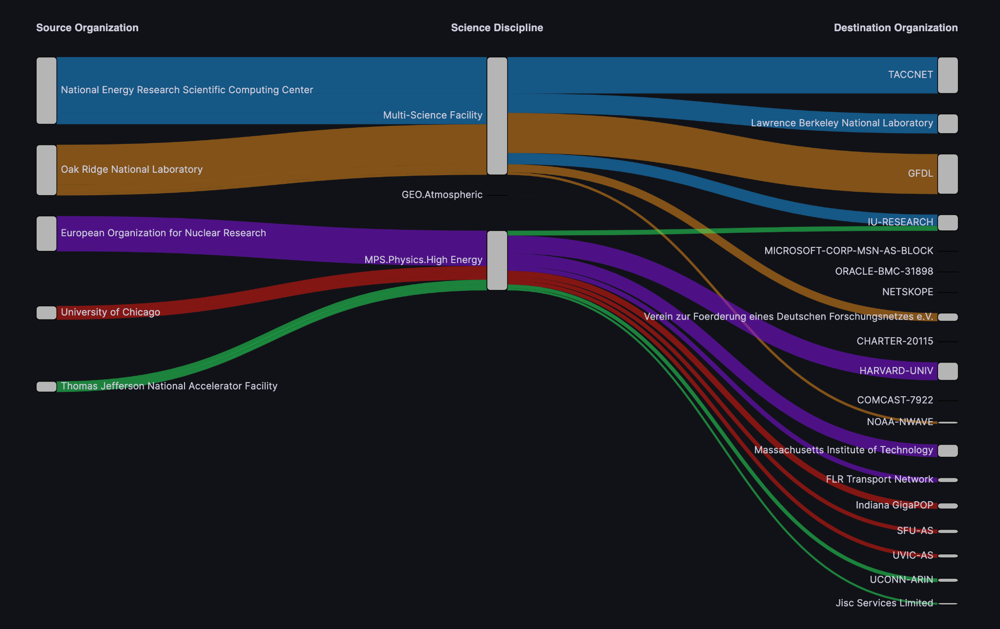 Source Organization
Science Discipline
Destination Organization
National Energy Research Scientific Computing Center
Oak Ridge National Laboratory
European Organization for Nuclear Research
University of Chicago
Thomas Jefferson National Accelerator Facility
Multi-Science Facility
GEO.Atmospheric
MPS.Physics.High Energy
TACCNET
Lawrence Berkeley National Laboratory
GFDL
IU-RESEARCH
MICROSOFT-CORP-MSN-AS-BLOCK
ORACLE-BMC-31898
NETSKOPE
Verein zur Foerderung eines Deutschen Forschungsnetzes e.V.
CHARTER-20115
HARVARD-UNIV
COMCAST-7922
NOAA-NWAVE
Massachusetts Institute of Technology
FLR Transport Network
Indiana GigaPOP
SFU-AS
UVIC-AS
UCONN-ARIN
Jisc Services Limited